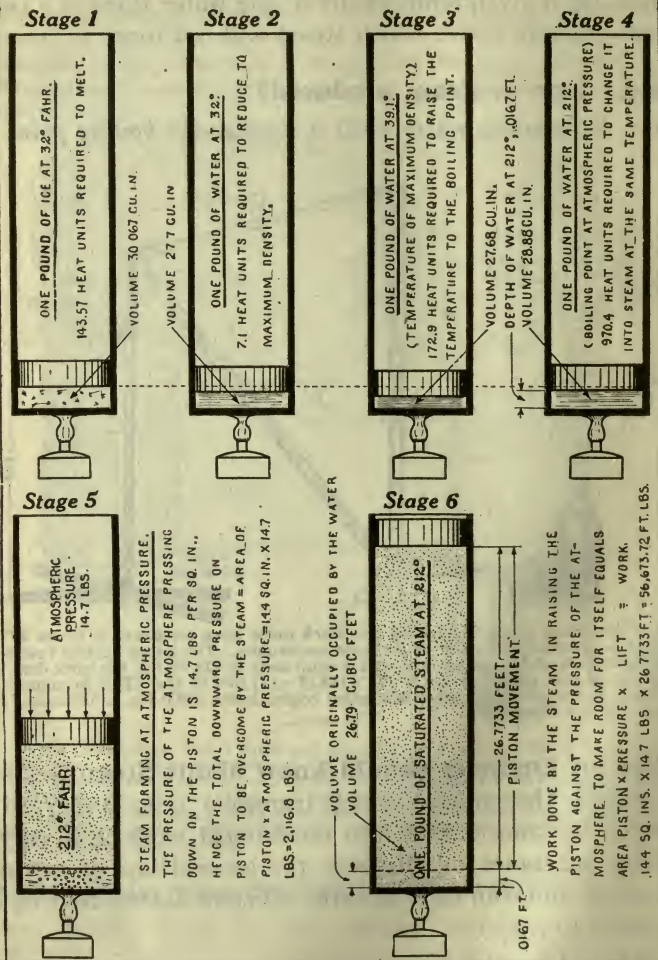 Stage 1
ONE POUND OF ICE AT 32° FAHR.
143.57 HEAT UNITS REQUIRED TO MELT.
VOLUME 30 067 CU. IN.
Stage 2
ONE POUND OF WATER AT 32°
7.1 HEAT UNITS REQUIRED TO REDUCE TO
MAXIMUM DENSITY.
VOLUME 277 CU. IN
Stage 3
ONE POUND OF WATER AT 39.1°
(TEMPERATURE OF MAXIMUM DENSITY.)
172.9 HEAT UNITS REQUIRED TO RAISE THE
TEMPERATURE TO THE BOILING POINT.
VOLUME 27.68 CU. IN.
Stage 4
ONE POUND OF WATER AT 212°.
(BOILING POINT AT ATMOSPHERIC PRESSURE)
970.4 HEAT UNITS REQUIRED TO CHANGE IT
INTO STEAM AT THE SAME TEMPERATURE.
DEPTH OF WATER AT 212°, .0167 FT.
VOLUME 28.88 CU. IN.
Stage 5
ATMOSPHERIC
PRESSURE
14.7 LBS.
212° FAHR
STEAM FORMING AT ATMOSPHERIC PRESSURE.
THE PRESSURE OF THE ATMOSPHERE PRESSING
DOWN ON THE PISTON IS 14.7 LBS PER SQ. IN.,
HENCE THE TOTAL DOWNWARD PRESSURE ON
PISTON TO BE OVERCOME BY THE STEAM = AREA OF
PISTON × ATMOSPHERIC PRESSURE = 144 SQ. IN. × 14.7
LBS = 2,116.8 LBS
Stage 6
VOLUME ORIGINALLY OCCUPIED BY THE WATER
VOLUME 26.79 CUBIC FEET
ONE POUND OF SATURATED STEAM AT 212°
26.7733 FEET
PISTON MOVEMENT
.0167 FT.
WORK DONE BY THE STEAM IN RAISING THE
PISTON AGAINST THE PRESSURE OF THE AT-
MOSPHERE TO MAKE ROOM FOR ITSELF EQUALS
AREA PISTON × PRESSURE × LIFT = WORK.
144 SQ. INS. × 14.7 LBS × 26 7733 FT = 56,673.72 FT. LBS.